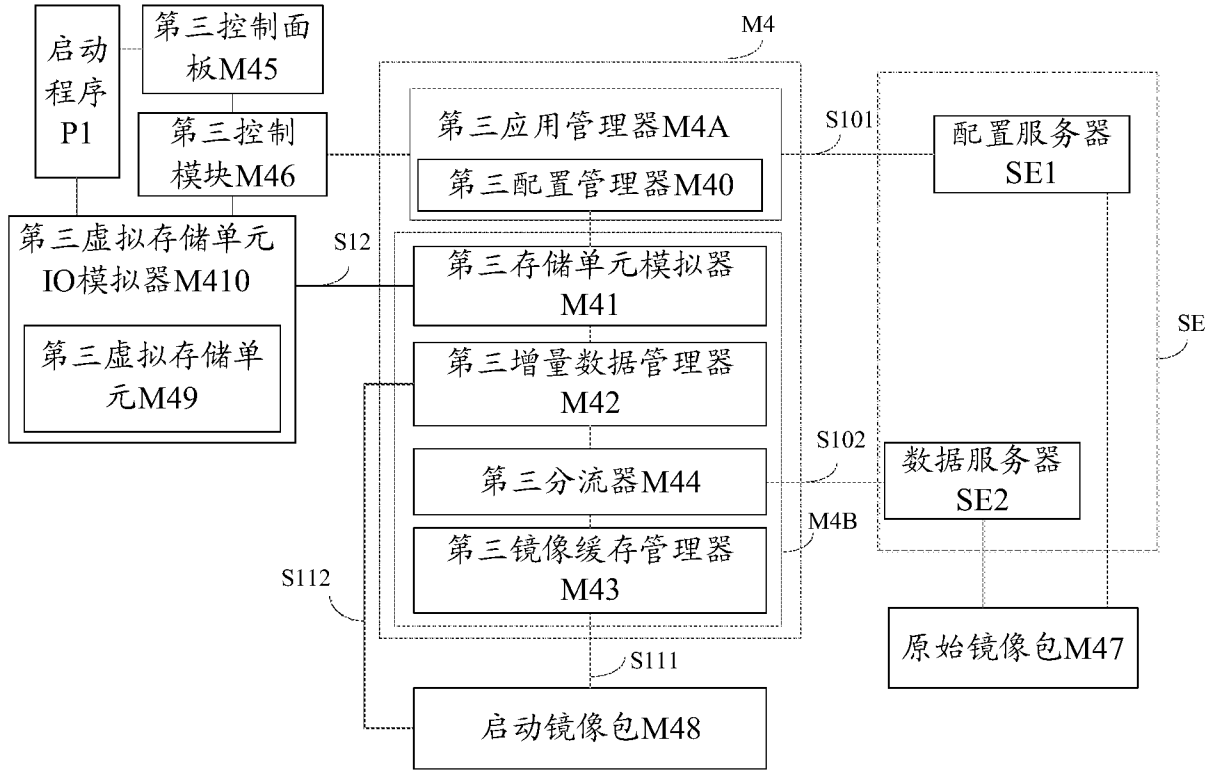 启动
程序
P1
第三控制面
板M45
第三控制
模块M46
第三虚拟存储单元
IO模拟器M410
第三虚拟存储单
元M49
S12
M4
第三应用管理器M4A
第三配置管理器M40
第三存储单元模拟器
M41
第三增量数据管理器
M42
第三分流器M44
第三镜像缓存管理器
M43
M4B
S112
S111
启动镜像包M48
S101
S102
配置服务器
SE1
数据服务器
SE2
SE
原始镜像包M47